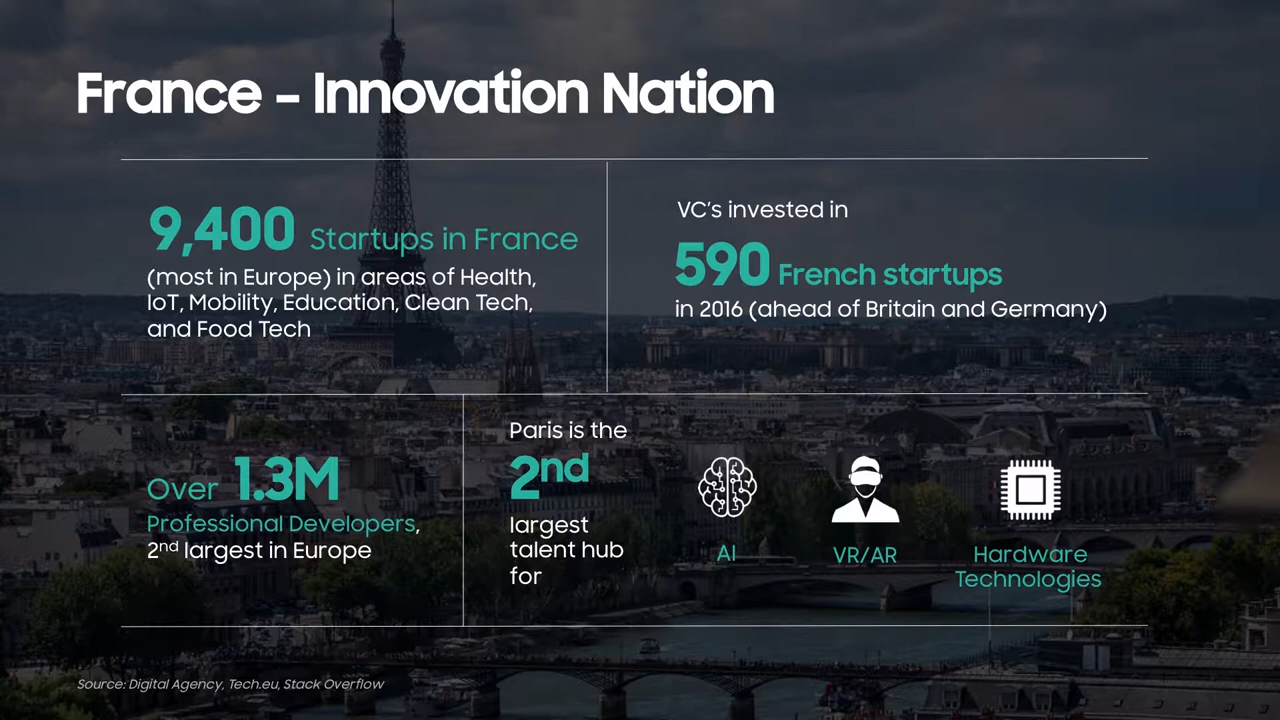 France – Innovation Nation
9,400 Startups in France
(most in Europe) in areas of Health,
IoT, Mobility, Education, Clean Tech,
and Food Tech
VC’s invested in
590 French startups
in 2016 (ahead of Britain and Germany)
Over 1.3M
Professional Developers,
2nd largest in Europe
Paris is the
2nd
largest
talent hub
for
AI
VR/AR
Hardware
Technologies
Source: Digital Agency, Tech.eu, Stack Overflow